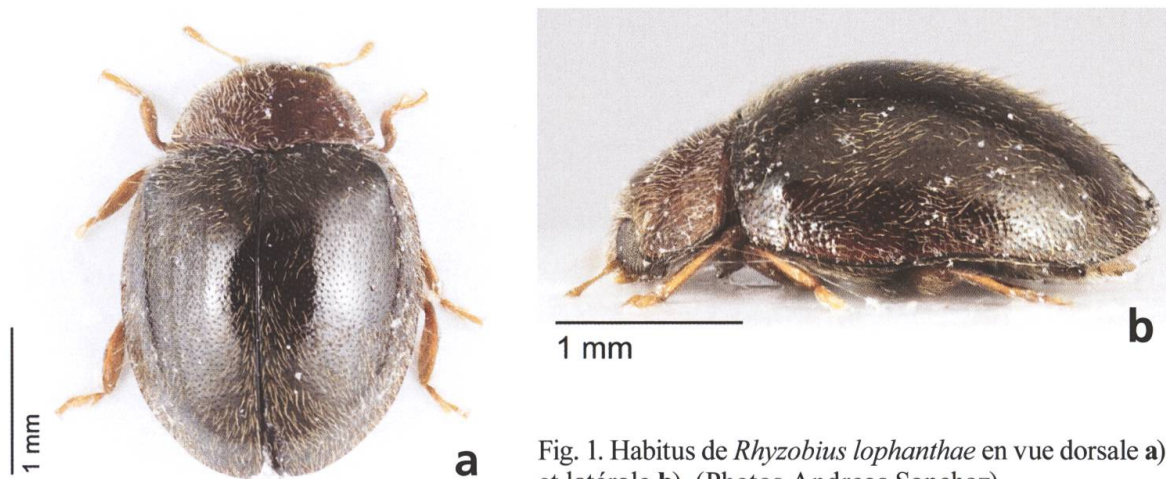 a
1 mm
b
1 mm
Fig. 1. Habitus de Rhyzobius lophanthae en vue dorsale a)
et latérale b). (Photos Andreas Sanchez)